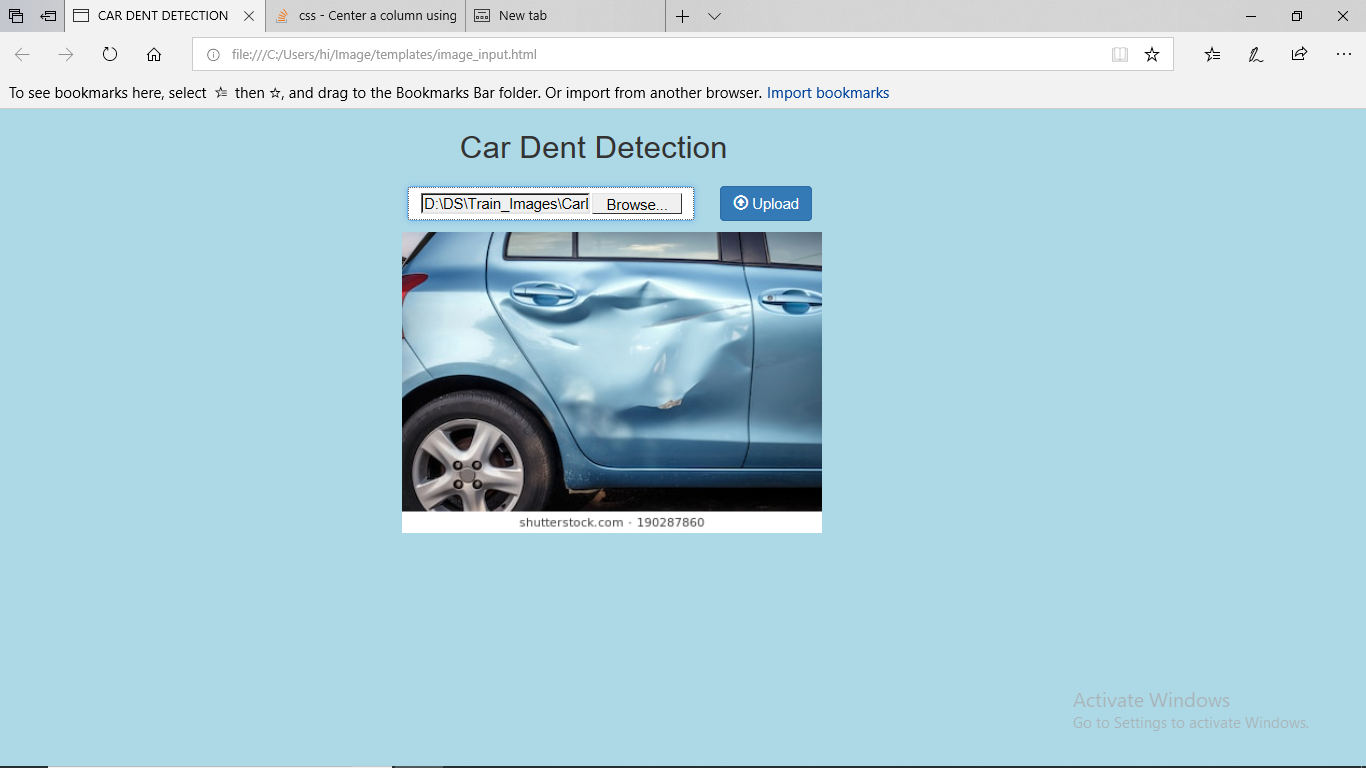 CAR DENT DETECTION
css - Center a column using
New tab
file:///C:/Users/hi/Image/templates/image_input.html
To see bookmarks here, select then , and drag to the Bookmarks Bar folder. Or import from another browser. Import bookmarks
Car Dent Detection
D:\DS\Train_Images\Carl
Browse...
Upload
shutterstock.com · 190287860
Activate Windows
Go to Settings to activate Windows.